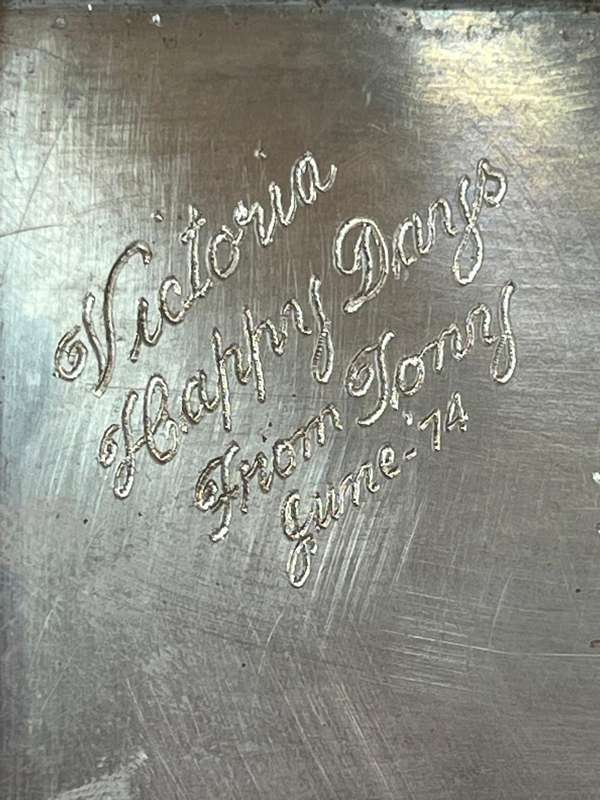 Victoria
Happy Days
From Tony
June '74